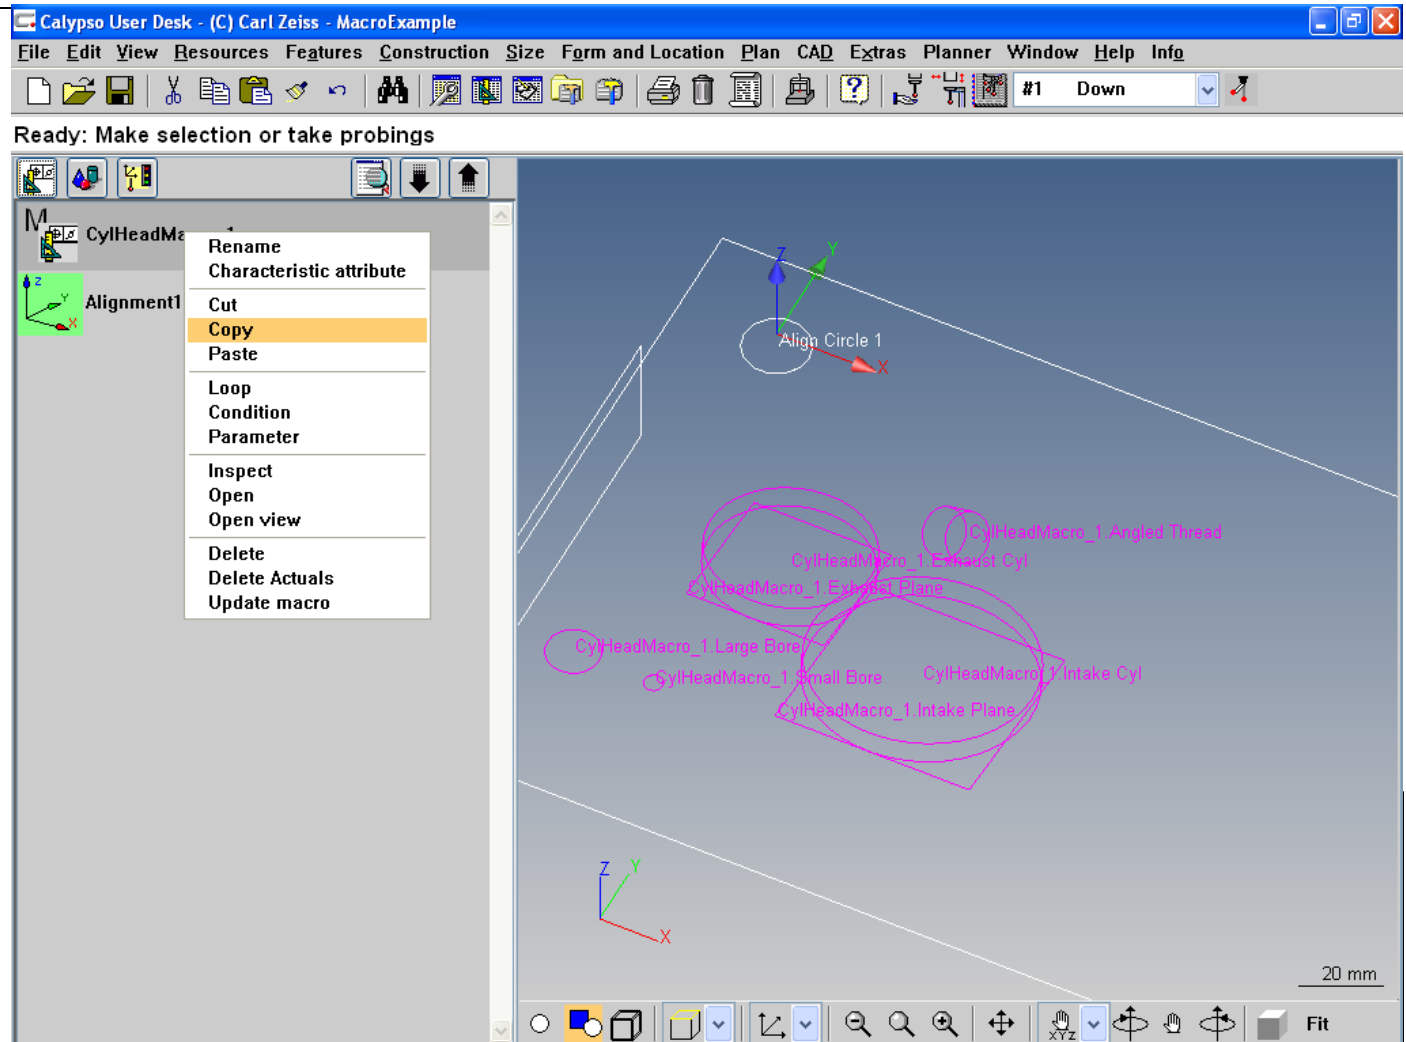 Calypso User Desk - (C) Carl Zeiss - MacroExample
File Edit View Resources Features Construction Size Form and Location Plan CAD Extras Planner Window Help Info
#1 Down
Ready: Make selection or take probings
M
CylHeadMa
Rename
Characteristic attribute
Z
Y
X
Alignment1
Cut
Copy
Paste
Loop
Condition
Parameter
Inspect
Open
Open view
Delete
Delete Actuals
Update macro
Z
Y
Align Circle 1
X
CylHeadMacro_1.Angled Thread
CylHeadMacro_1.Exhaust Cyl
CylHeadMacro_1.Exhaust Plane
CylHeadMacro_1.Large Bore
CylHeadMacro_1.Small Bore
CylHeadMacro_1.Intake Cyl
CylHeadMacro_1.Intake Plane
Z
Y
X
20 mm
XYZ
Fit